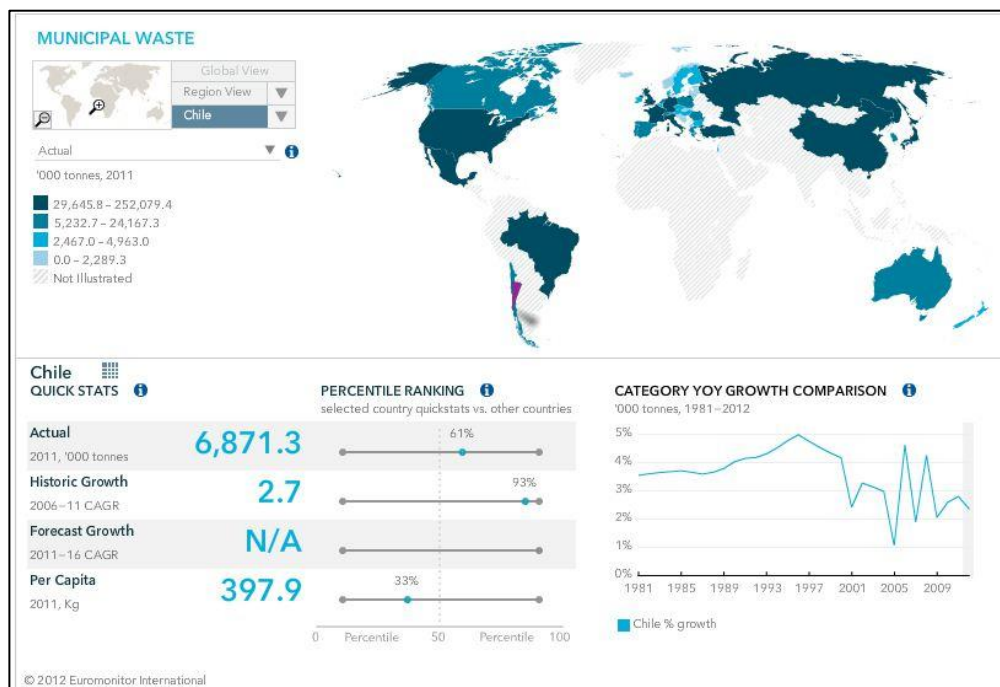 MUNICIPAL WASTE
Global View
Region View
Chile
Actual
'000 tonnes, 2011
29,645.8 – 252,079.4
5,232.7 – 24,167.3
2,467.0 – 4,963.0
0.0 – 2,289.3
Not Illustrated
Chile
QUICK STATS
Actual
2011, '000 tonnes
6,871.3
Historic Growth
2006–11 CAGR
2.7
Forecast Growth
2011–16 CAGR
N/A
Per Capita
2011, Kg
397.9
PERCENTILE RANKING
selected country quickstats vs. other countries
61%
93%
33%
0 Percentile 50 Percentile 100
CATEGORY YOY GROWTH COMPARISON
'000 tonnes, 1981–2012
5%
4%
3%
2%
1%
0%
1981 1985 1989 1993 1997 2001 2005 2009
Chile % growth
© 2012 Euromonitor International